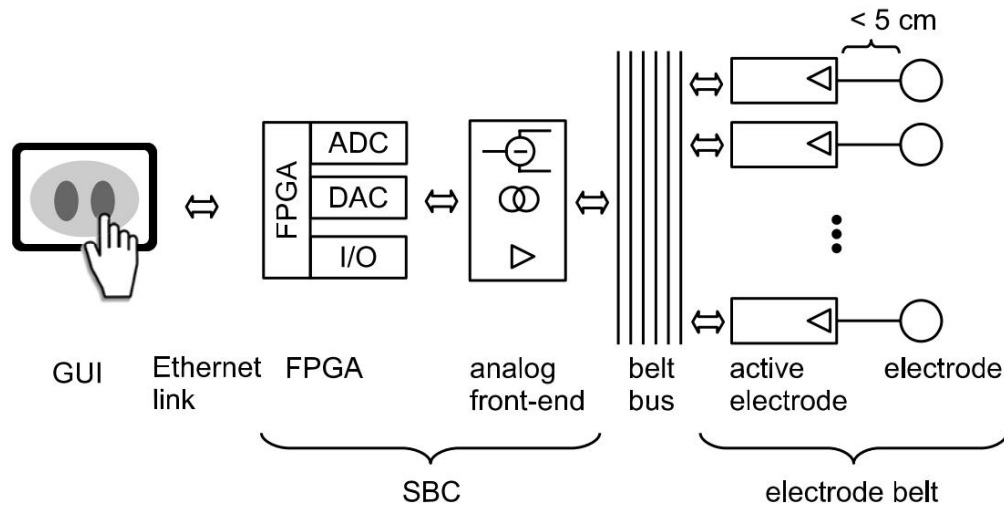 < 5 cm
ADC
FPGA
DAC
I/O
GUI
Ethernet
link
FPGA
analog
front-end
belt
bus
active
electrode
electrode
SBC
electrode belt